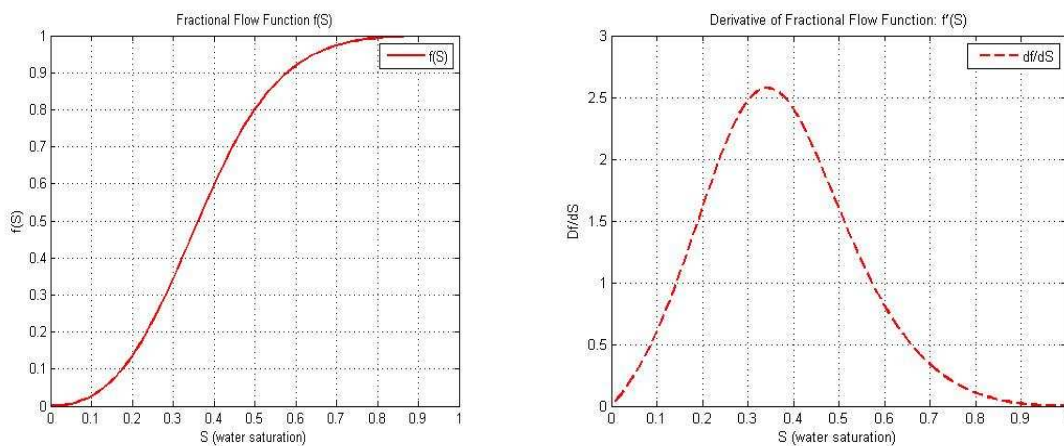 Fractional Flow Function f(S)
1
0.9
0.8
0.7
0.6
0.5
0.4
0.3
0.2
0.1
0
f(S)
f(S)
0 0.1 0.2 0.3 0.4 0.5 0.6 0.7 0.8 0.9 1
S (water saturation)
Derivative of Fractional Flow Function: f'(S)
3
2.5
2
1.5
1
0.5
0
Df/dS
df/dS
0 0.1 0.2 0.3 0.4 0.5 0.6 0.7 0.8 0.9
S (water saturation)